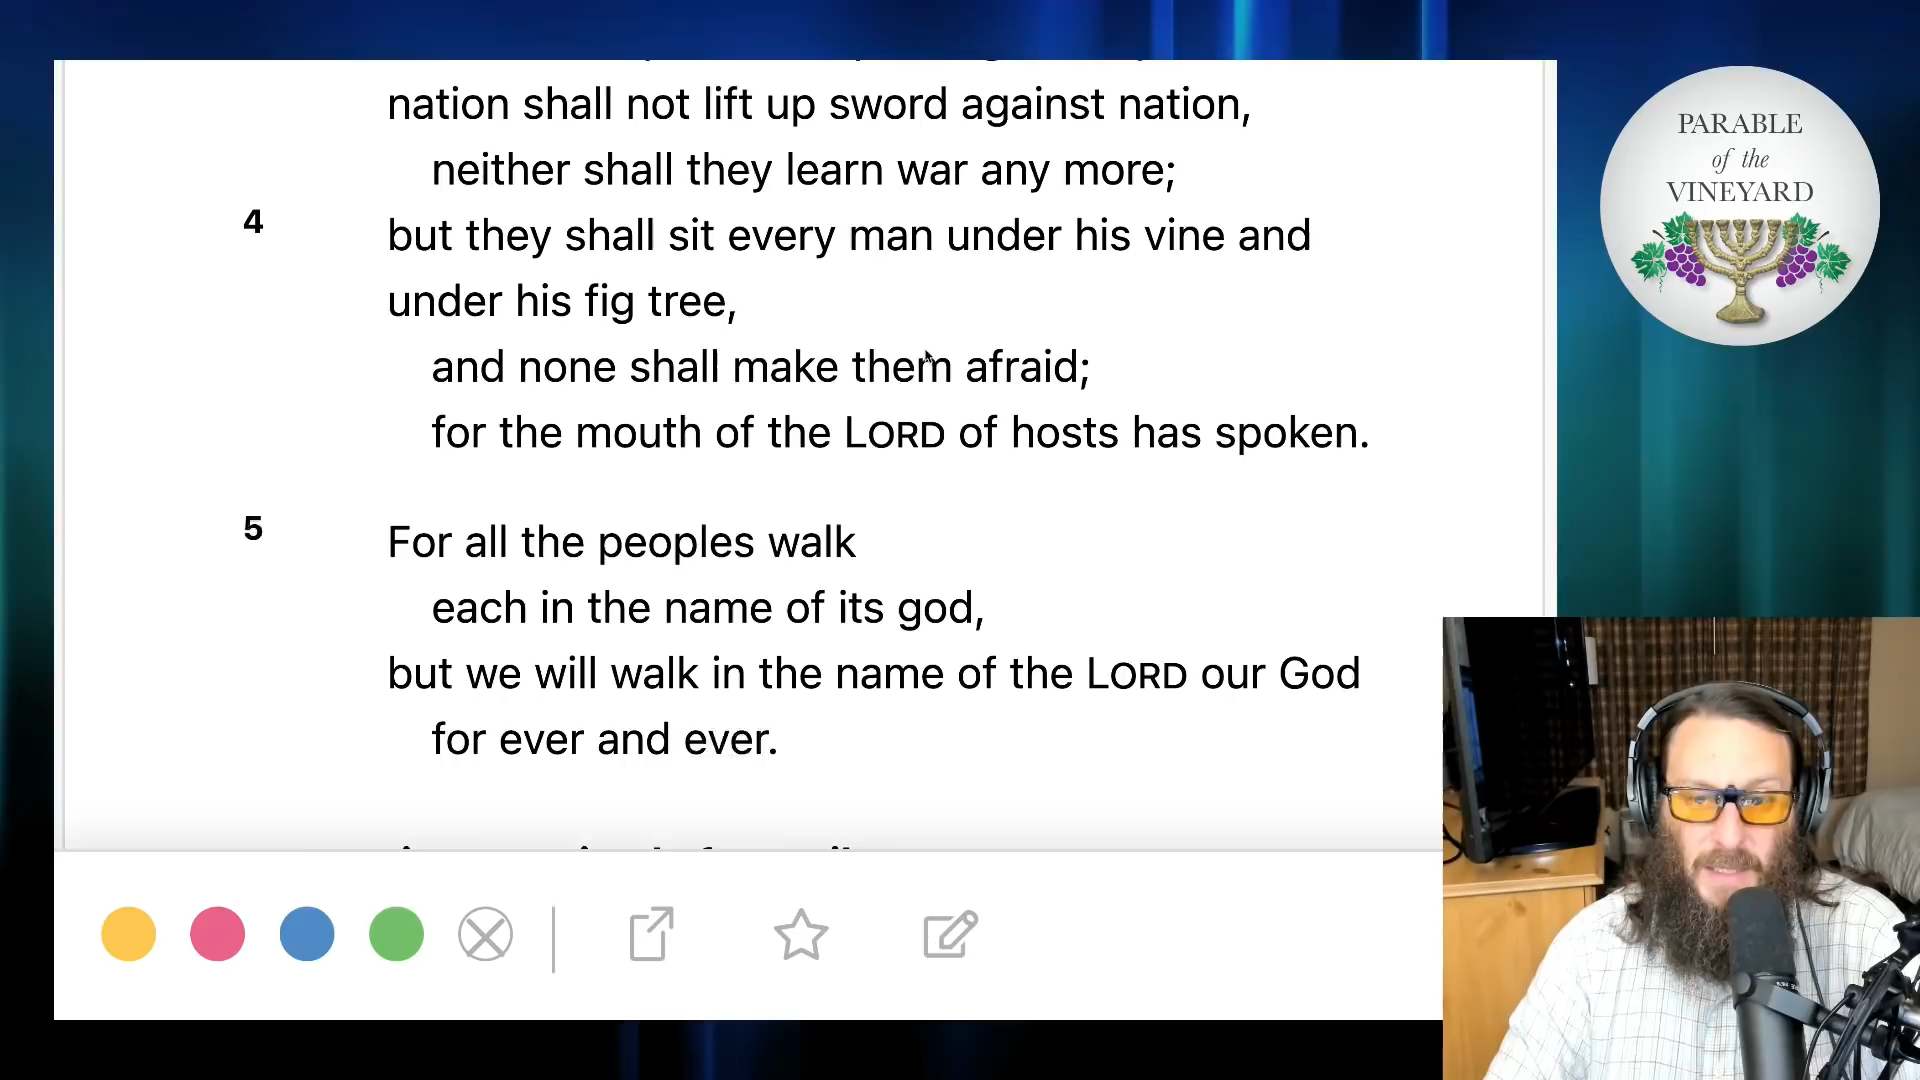 nation shall not lift up sword against nation,
neither shall they learn war any more;
4 but they shall sit every man under his vine and
under his fig tree,
and none shall make them afraid;
for the mouth of the LORD of hosts has spoken.
5 For all the peoples walk
each in the name of its god,
but we will walk in the name of the LORD our God
for ever and ever.
PARABLE
of the
VINEYARD